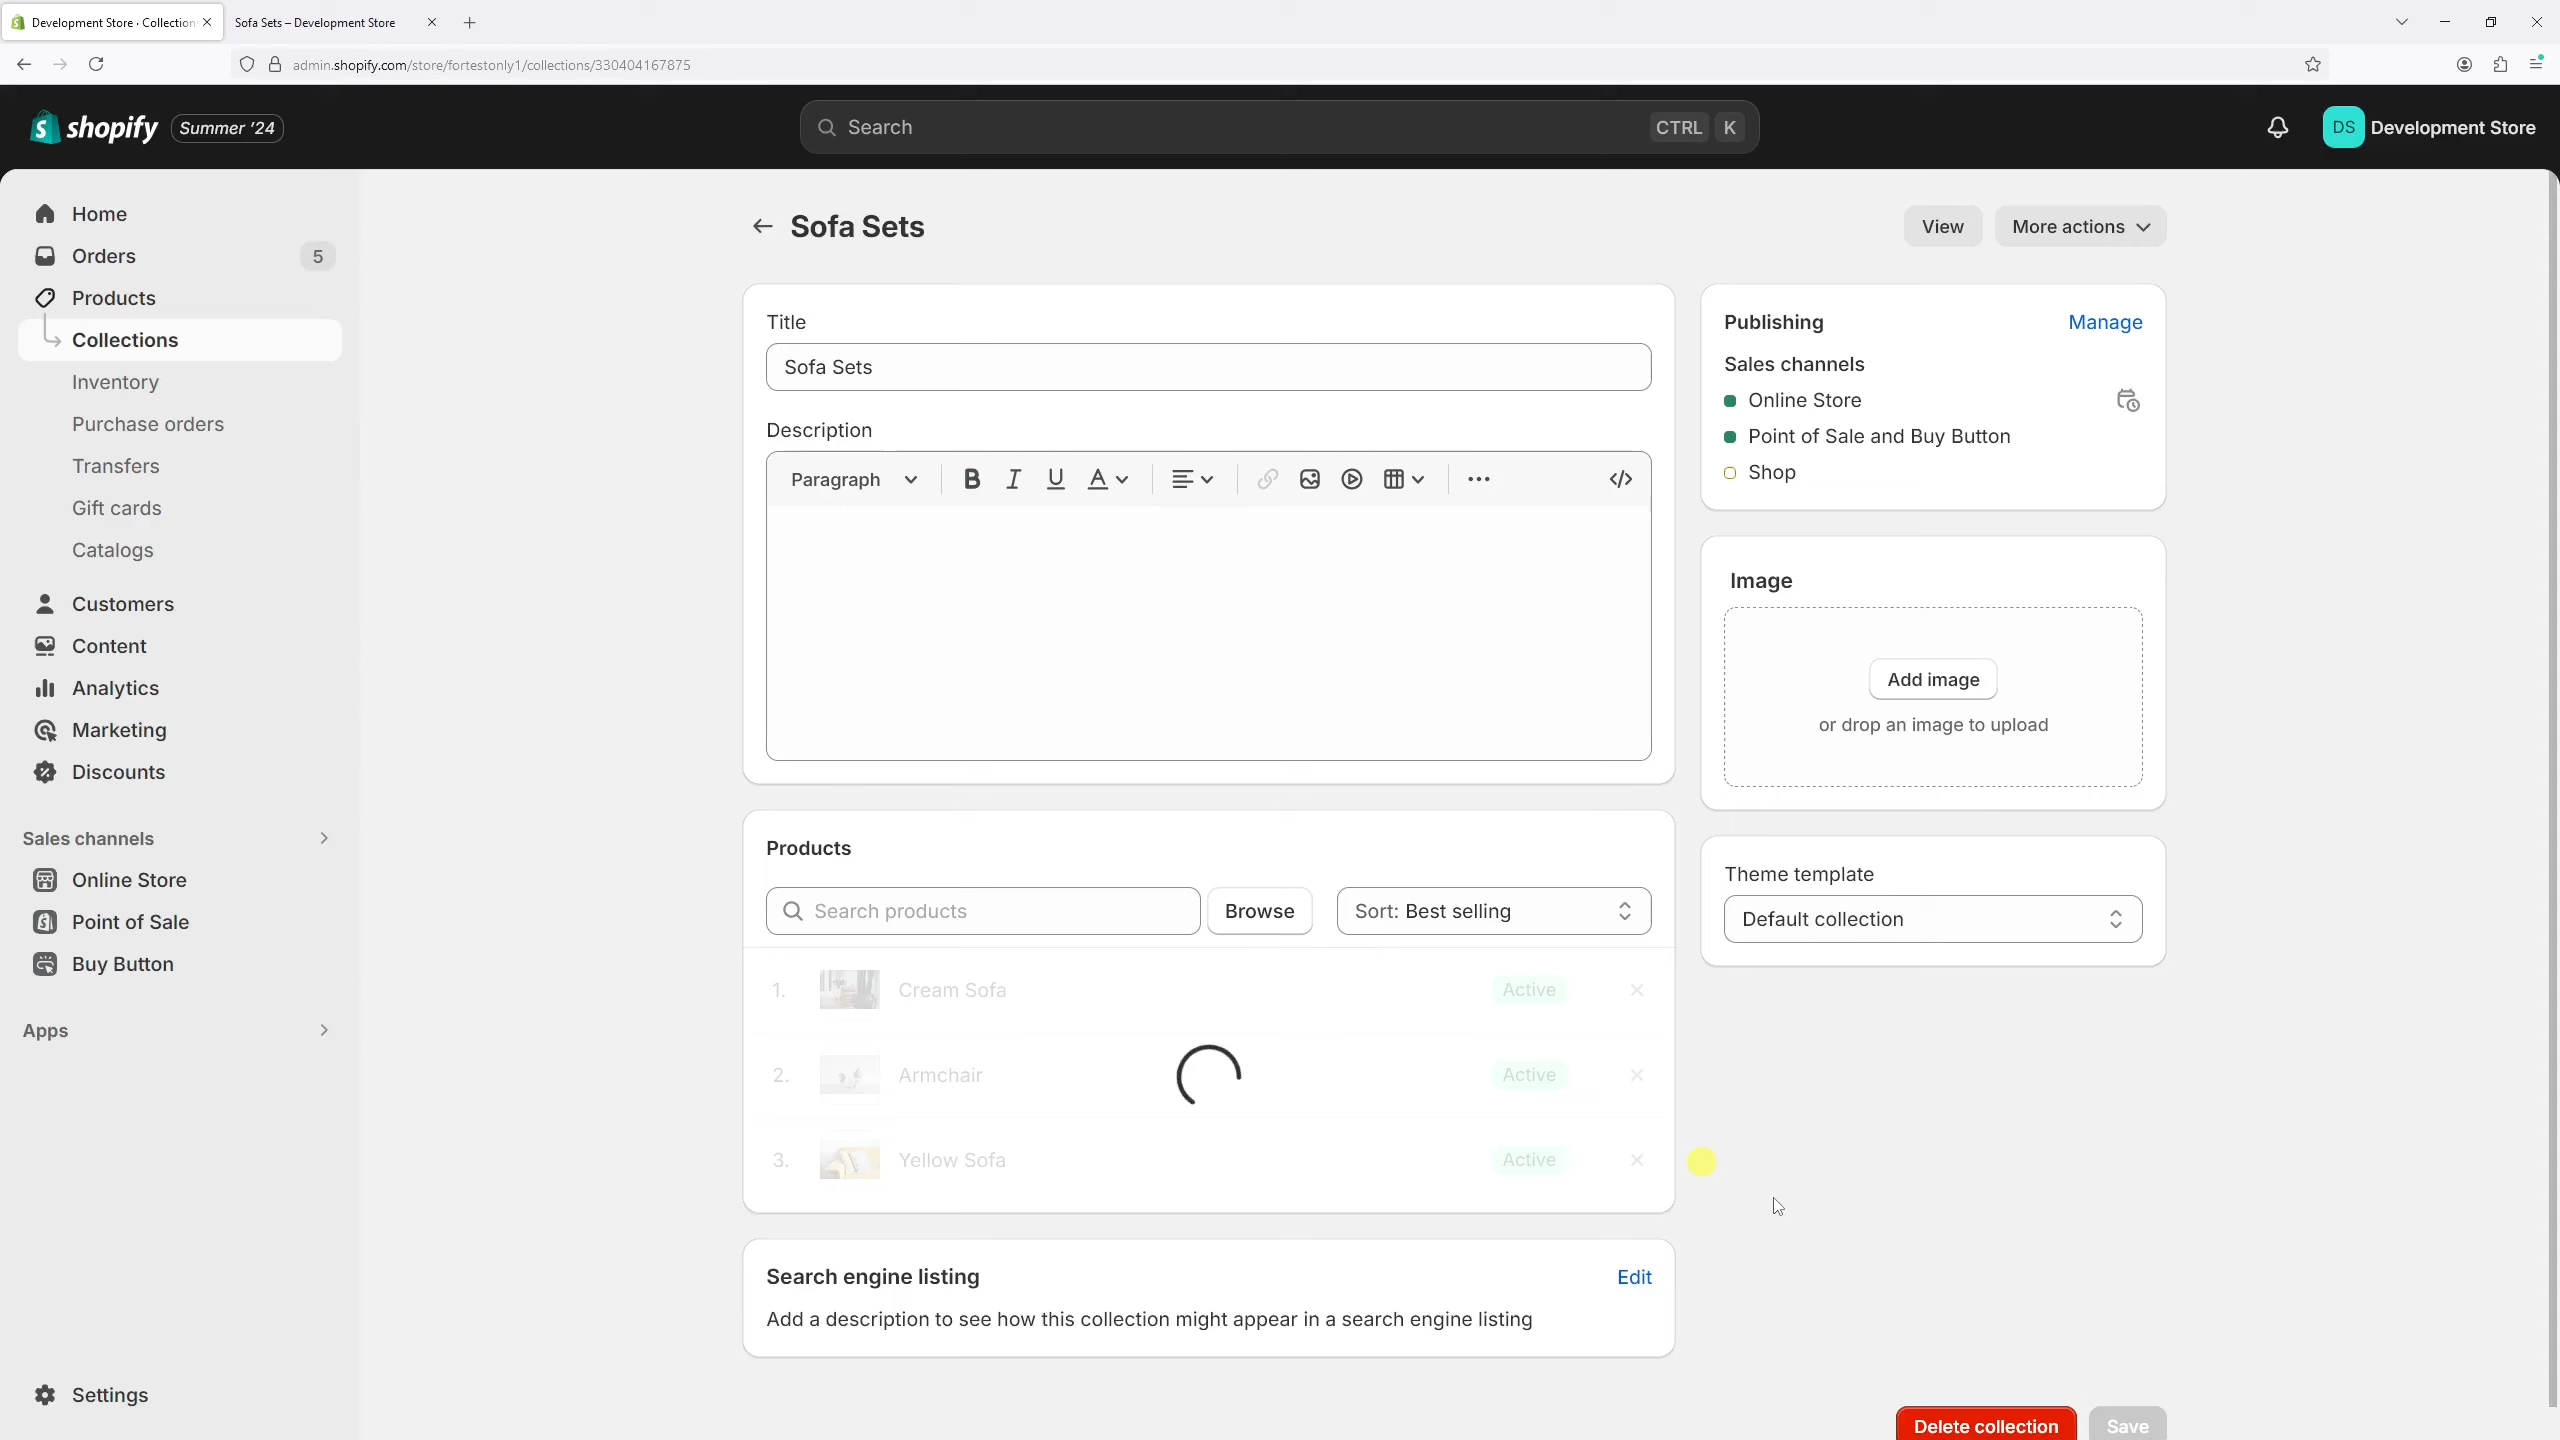 Development Store · Collection
Sofa Sets – Development Store
admin.shopify.com/store/fortestonly1/collections/330404167875
shopify
Summer '24
Search
CTRL K
DS
Development Store
Home
Orders
5
Products
Collections
Inventory
Purchase orders
Transfers
Gift cards
Catalogs
Customers
Content
Analytics
Marketing
Discounts
Sales channels
Online Store
Point of Sale
Buy Button
Apps
Settings
Sofa Sets
View
More actions
Title
Sofa Sets
Description
Paragraph
B I U A
Products
Search products
Browse
Sort: Best selling
1. Cream Sofa Active
2. Armchair Active
3. Yellow Sofa Active
Search engine listing
Edit
Add a description to see how this collection might appear in a search engine listing
Publishing
Manage
Sales channels
Online Store
Point of Sale and Buy Button
Shop
Image
Add image
or drop an image to upload
Theme template
Default collection
Delete collection
Save